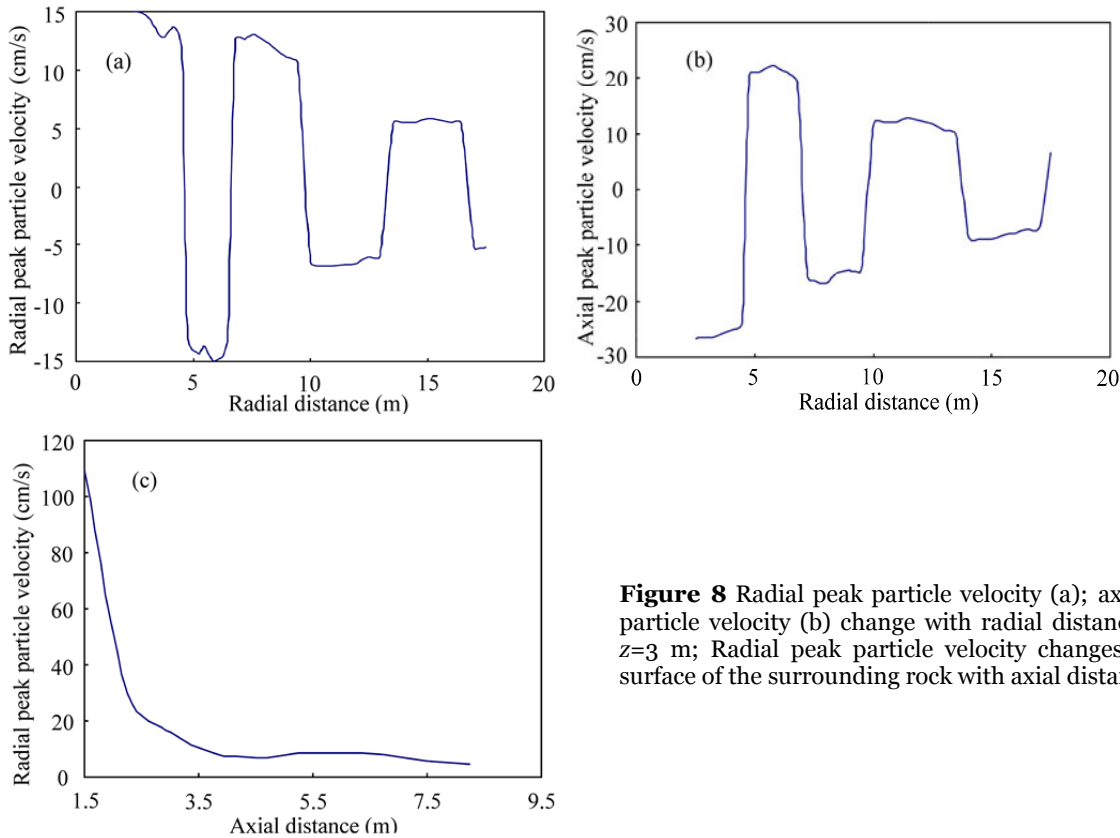 15
10
5
0
-5
-10
-15
Radial peak particle velocity (cm/s)
(a)
0 5 10 15 20
Radial distance (m)
30
20
10
0
-10
-20
-30
Axial peak particle velocity (cm/s)
(b)
0 5 10 15 20
Radial distance (m)
120
100
80
60
40
20
0
Radial peak particle velocity (cm/s)
(c)
1.5 3.5 5.5 7.5 9.5
Axial distance (m)
Figure 8 Radial peak particle velocity (a); ax
particle velocity (b) change with radial distan
z=3 m; Radial peak particle velocity changes
surface of the surrounding rock with axial dista